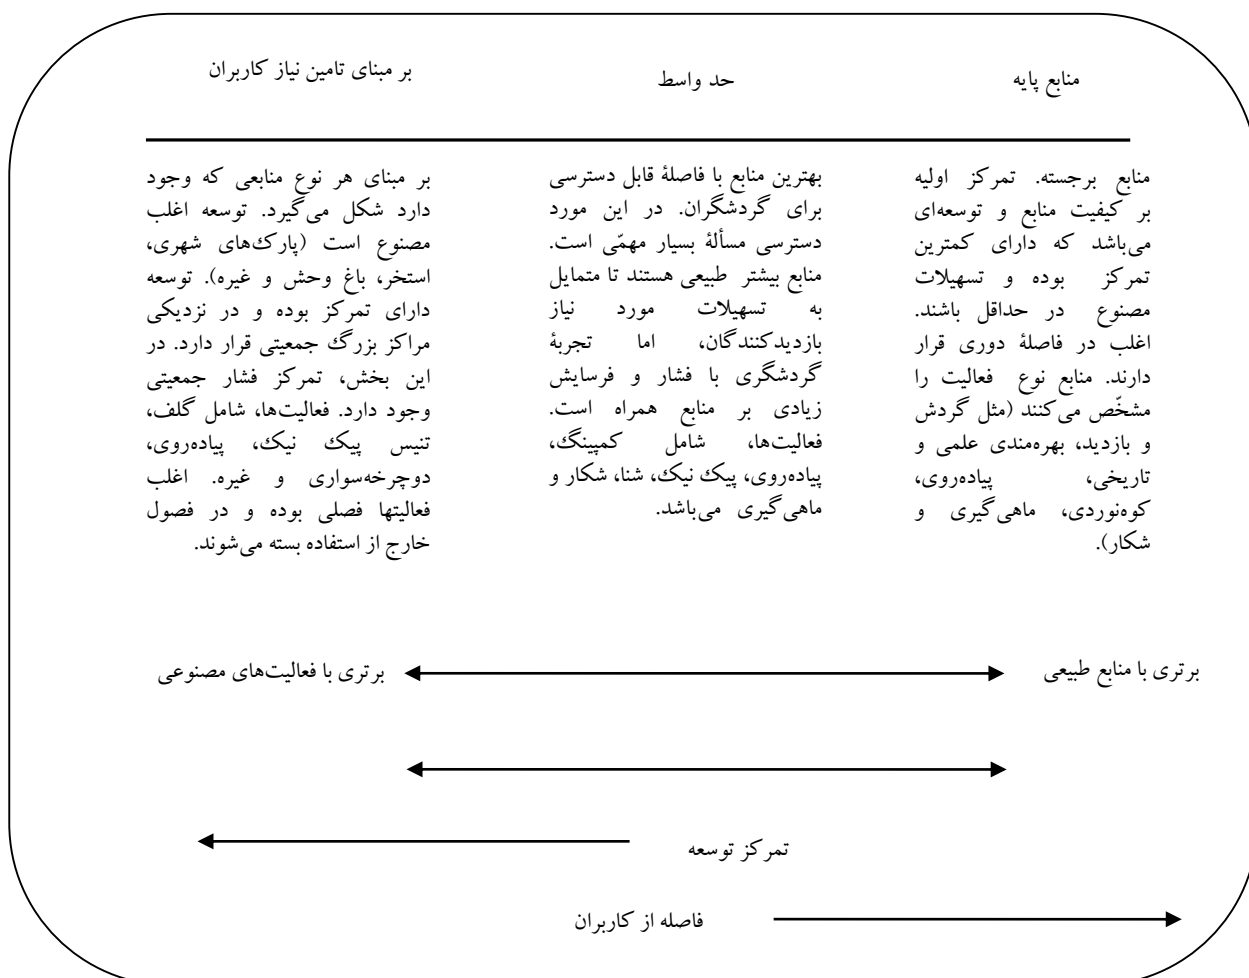 منابع پایه
حد واسط
بر مبنای تامین نیاز کاربران
منابع برجسته. تمرکز اولیه
بر کیفیت منابع و توسعه‌ای
می‌باشد که دارای کمترین
تمرکز بوده و تسهیلات
مصنوع در حداقل باشند.
اغلب در فاصلۀ دوری قرار
دارند. منابع نوع فعالیت را
مشخّص می‌کنند (مثل گردش
و بازدید، بهره‌مندی علمی و
تاریخی، پیاده‌روی،
کوه‌نوردی، ماهی‌گیری و
شکار).
بهترین منابع با فاصلۀ قابل دسترسی
برای گردشگران. در این مورد
دسترسی مسألۀ بسیار مهمّی است.
منابع بیشتر طبیعی هستند تا متمایل
به تسهیلات مورد نیاز
بازدیدکنندگان، اما تجربۀ
گردشگری با فشار و فرسایش
زیادی بر منابع همراه است.
فعالیت‌ها، شامل کمپینگ،
پیاده‌روی، پیک نیک، شنا، شکار و
ماهی‌گیری می‌باشد.
بر مبنای هر نوع منابعی که وجود
دارد شکل می‌گیرد. توسعه اغلب
مصنوع است (پارک‌های شهری،
استخر، باغ وحش و غیره). توسعه
دارای تمرکز بوده و در نزدیکی
مراکز بزرگ جمعیتی قرار دارد. در
این بخش، تمرکز فشار جمعیتی
وجود دارد. فعالیت‌ها، شامل گلف،
تنیس پیک نیک، پیاده‌روی،
دوچرخه‌سواری و غیره. اغلب
فعالیتها فصلی بوده و در فصول
خارج از استفاده بسته می‌شوند.
برتری با منابع طبیعی
برتری با فعالیت‌های مصنوعی
تمرکز توسعه
فاصله از کاربران